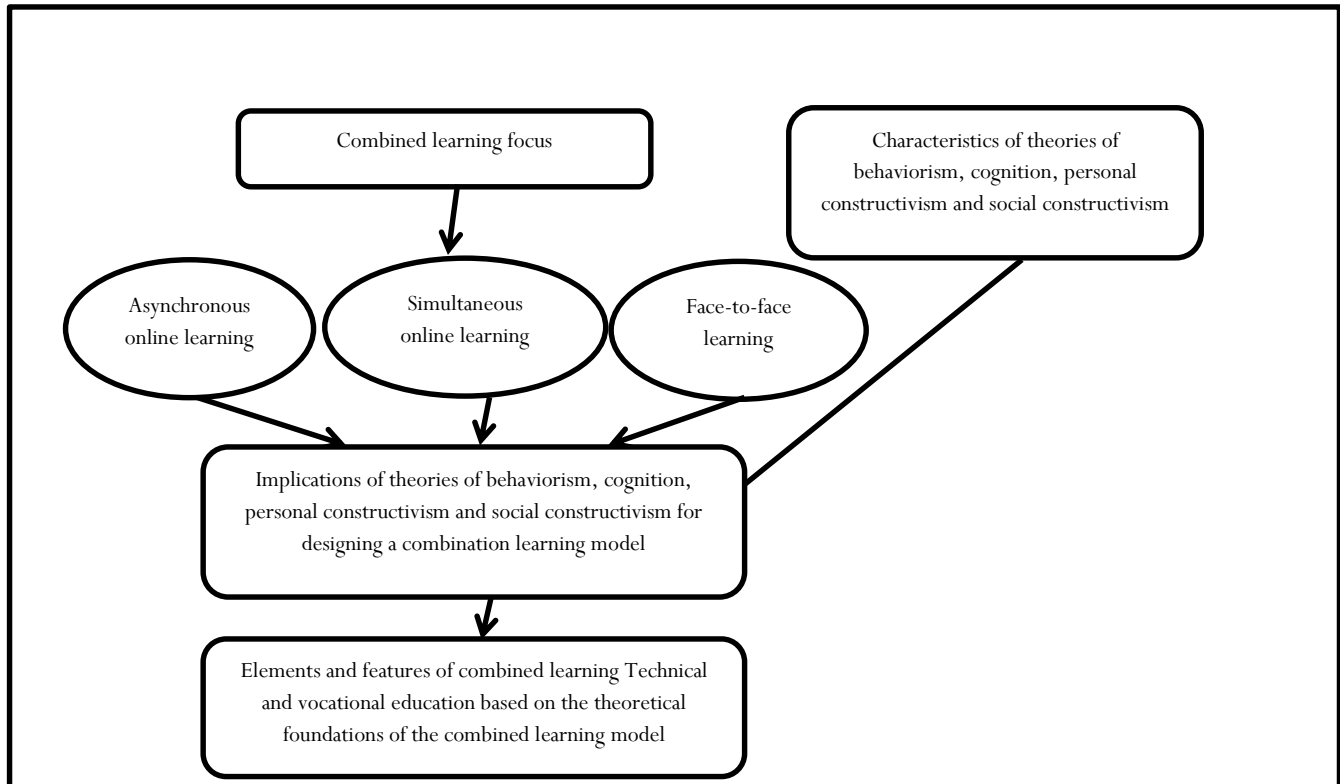 Combined learning focus
Characteristics of theories of
behaviorism, cognition, personal
constructivism and social constructivism
Asynchronous
online learning
Simultaneous
online learning
Face-to-face
learning
Implications of theories of behaviorism, cognition,
personal constructivism and social constructivism for
designing a combination learning model
Elements and features of combined learning Technical
and vocational education based on the theoretical
foundations of the combined learning model